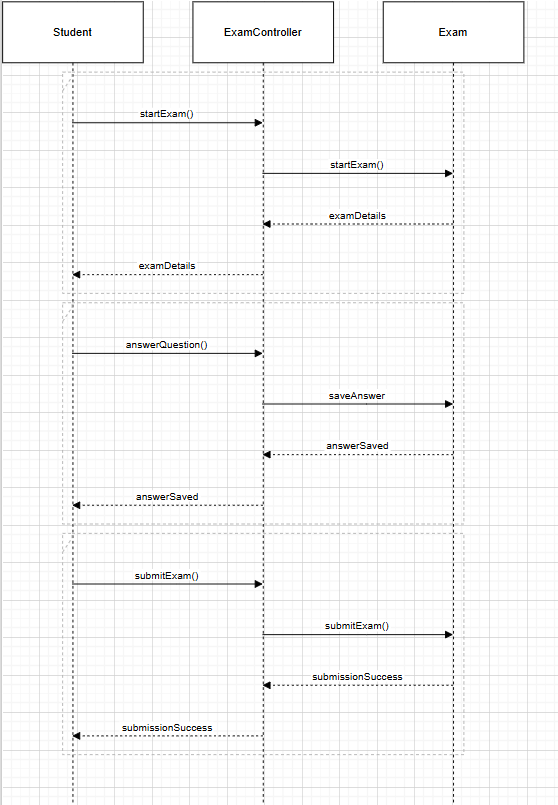 Student
ExamController
Exam
startExam()
startExam()
examDetails
examDetails
answerQuestion()
saveAnswer
answerSaved
answerSaved
submitExam()
submitExam()
submissionSuccess
submissionSuccess